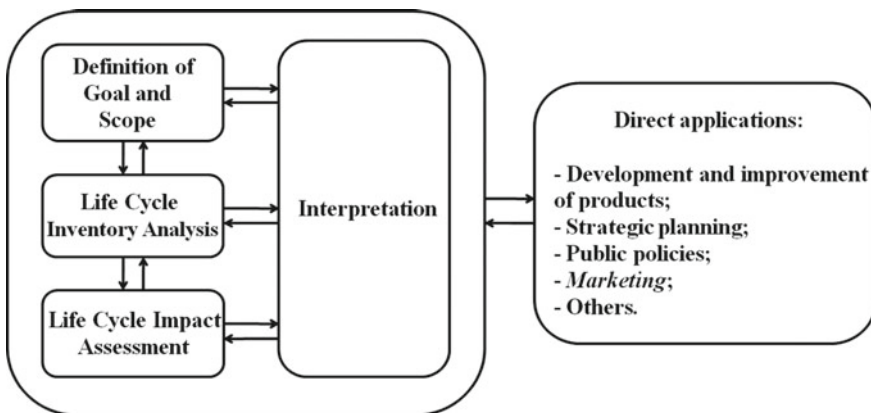 Definition of
Goal and
Scope
Life Cycle
Inventory Analysis
Life Cycle Impact
Assessment
Interpretation
Direct applications:
- Development and improvement
of products;
- Strategic planning;
- Public policies;
- Marketing;
- Others.